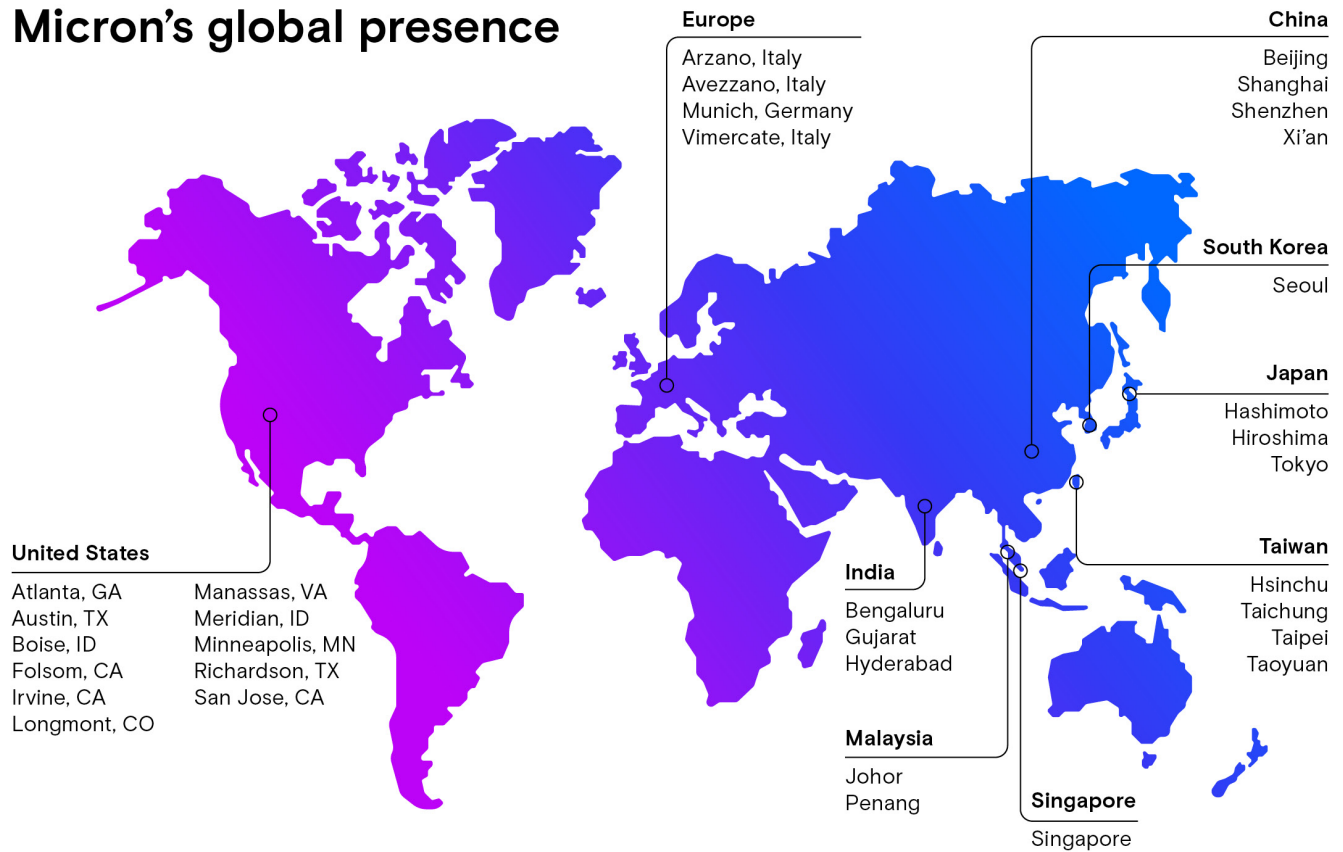 Micron’s global presence
Europe
Arzano, Italy
Avezzano, Italy
Munich, Germany
Vimercate, Italy
China
Beijing
Shanghai
Shenzhen
Xi’an
South Korea
Seoul
Japan
Hashimoto
Hiroshima
Tokyo
Taiwan
Hsinchu
Taichung
Taipei
Taoyuan
United States
Atlanta, GA
Austin, TX
Boise, ID
Folsom, CA
Irvine, CA
Longmont, CO
Manassas, VA
Meridian, ID
Minneapolis, MN
Richardson, TX
San Jose, CA
India
Bengaluru
Gujarat
Hyderabad
Malaysia
Johor
Penang
Singapore
Singapore